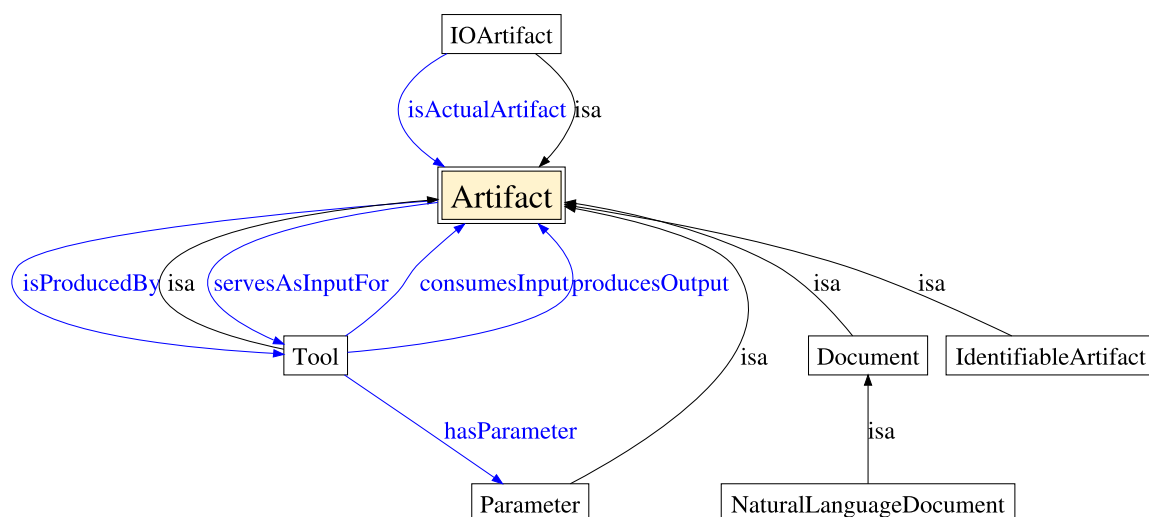 IOArtifact
isActualArtifact isa
Artifact
isProducedBy isa servesAsInputFor consumesInput producesOutput isa isa
Tool isa Document IdentifiableArtifact
hasParameter isa
Parameter NaturalLanguageDocument